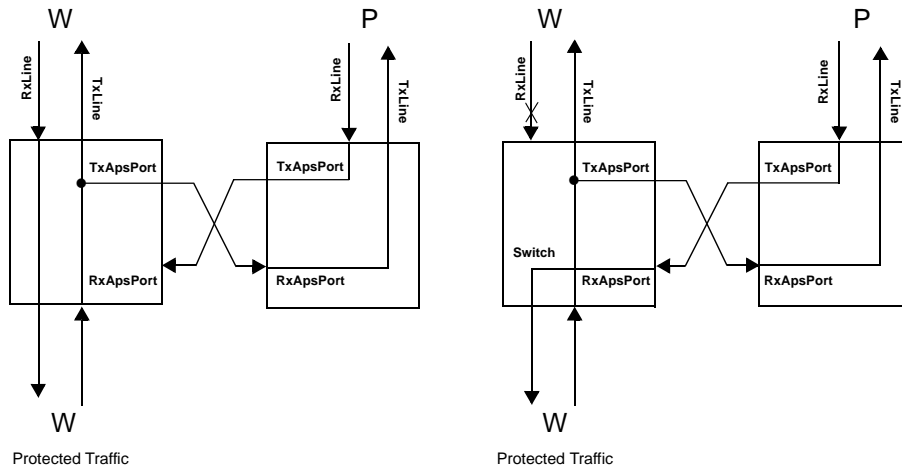 W
P
W
P
RxLine
TxLine
RxLine
TxLine
RxLine
TxLine
RxLine
TxLine
TxApsPort
TxApsPort
TxApsPort
TxApsPort
Switch
RxApsPort
RxApsPort
RxApsPort
RxApsPort
W
W
Protected Traffic
Protected Traffic